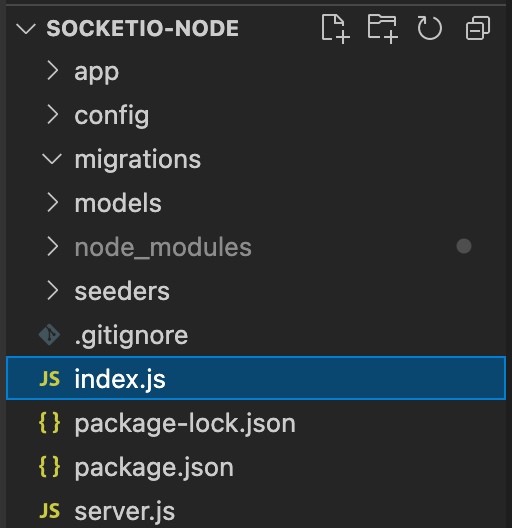 SOCKETIO-NODE
app
config
migrations
models
node_modules
seeders
.gitignore
JS index.js
{ } package-lock.json
{ } package.json
JS server.js